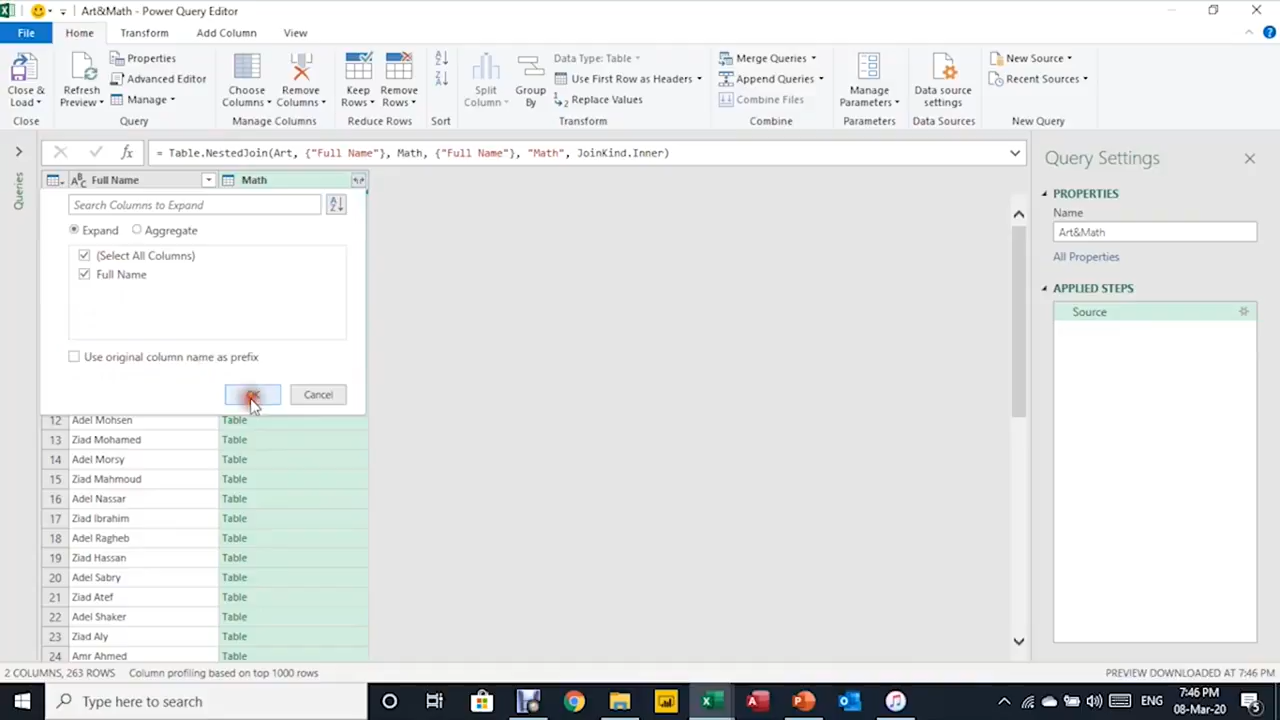 Art&Math - Power Query Editor
File
Home
Transform
Add Column
View
Close &
Load
Close
Refresh
Preview
Properties
Advanced Editor
Manage
Query
Choose
Columns
Remove
Columns
Manage Columns
Keep
Rows
Remove
Rows
Reduce Rows
Sort
Split
Column
Group
By
Data Type: Table
Use First Row as Headers
Replace Values
Transform
Merge Queries
Append Queries
Combine Files
Combine
Manage
Parameters
Parameters
Data source
settings
Data Sources
New Source
Recent Sources
New Query
= Table.NestedJoin(Art, {"Full Name"}, Math, {"Full Name"}, "Math", JoinKind.Inner)
Queries
Full Name
Math
Search Columns to Expand
Expand
Aggregate
(Select All Columns)
Full Name
Use original column name as prefix
Cancel
12 Adel Mohsen Table
13 Ziad Mohamed Table
14 Adel Morsy Table
15 Ziad Mahmoud Table
16 Adel Nassar Table
17 Ziad Ibrahim Table
18 Adel Ragheb Table
19 Ziad Hassan Table
20 Adel Sabry Table
21 Ziad Atef Table
22 Adel Shaker Table
23 Ziad Aly Table
24 Amr Ahmed Table
Query Settings
PROPERTIES
Name
Art&Math
All Properties
APPLIED STEPS
Source
2 COLUMNS, 263 ROWS
Column profiling based on top 1000 rows
PREVIEW DOWNLOADED AT 7:46 PM
Type here to search
ENG
7:46 PM
08-Mar-20
5